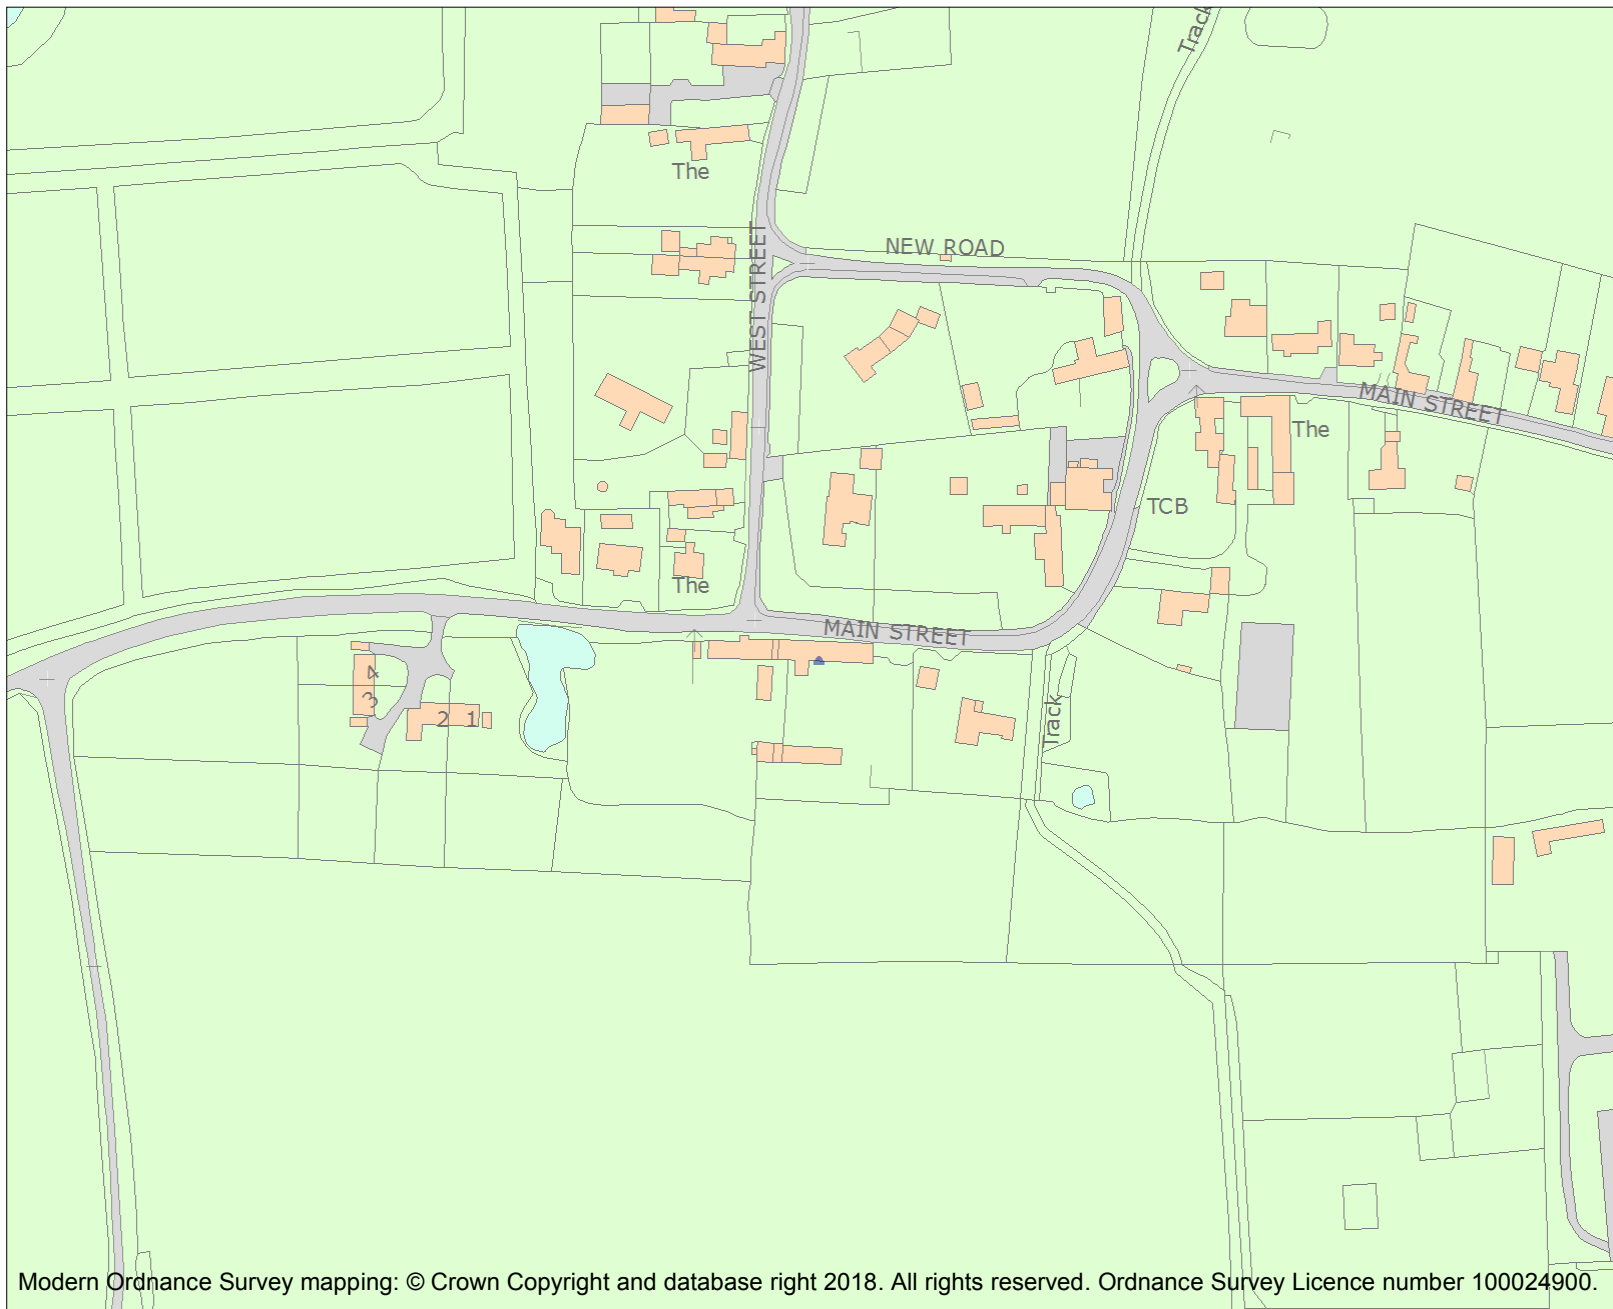 Track
The
NEW ROAD
WEST STREET
MAIN STREET
The
TCB
The
MAIN STREET
4
3
2 1
Track
Modern Ordnance Survey mapping: © Crown Copyright and database right 2018. All rights reserved. Ordnance Survey Licence number 100024900.